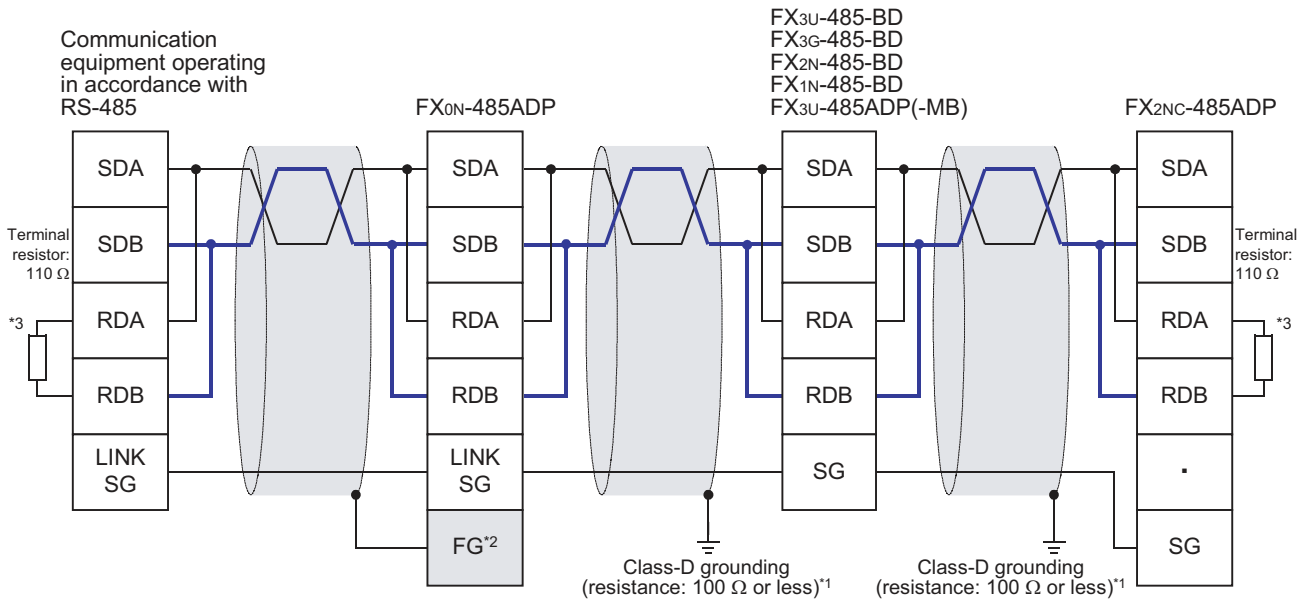 Communication
equipment operating
in accordance with
RS-485
FX0N-485ADP
FX3U-485-BD
FX3G-485-BD
FX2N-485-BD
FX1N-485-BD
FX3U-485ADP(-MB)
FX2NC-485ADP
SDA
SDB
RDA
RDB
LINK
SG
Terminal
resistor:
110 Ω
*3
SDA
SDB
RDA
RDB
LINK
SG
FG*2
SDA
SDB
RDA
RDB
SG
SDA
SDB
RDA
RDB
.
SG
Terminal
resistor:
110 Ω
*3
Class-D grounding
(resistance: 100 Ω or less)*1
Class-D grounding
(resistance: 100 Ω or less)*1